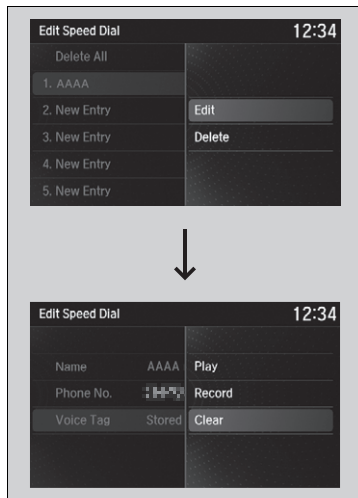 Edit Speed Dial 12:34
Delete All
1. AAAA
2. New Entry Edit
3. New Entry Delete
4. New Entry
5. New Entry
Edit Speed Dial 12:34
Name AAAA Play
Phone No. Record
Voice Tag Stored Clear